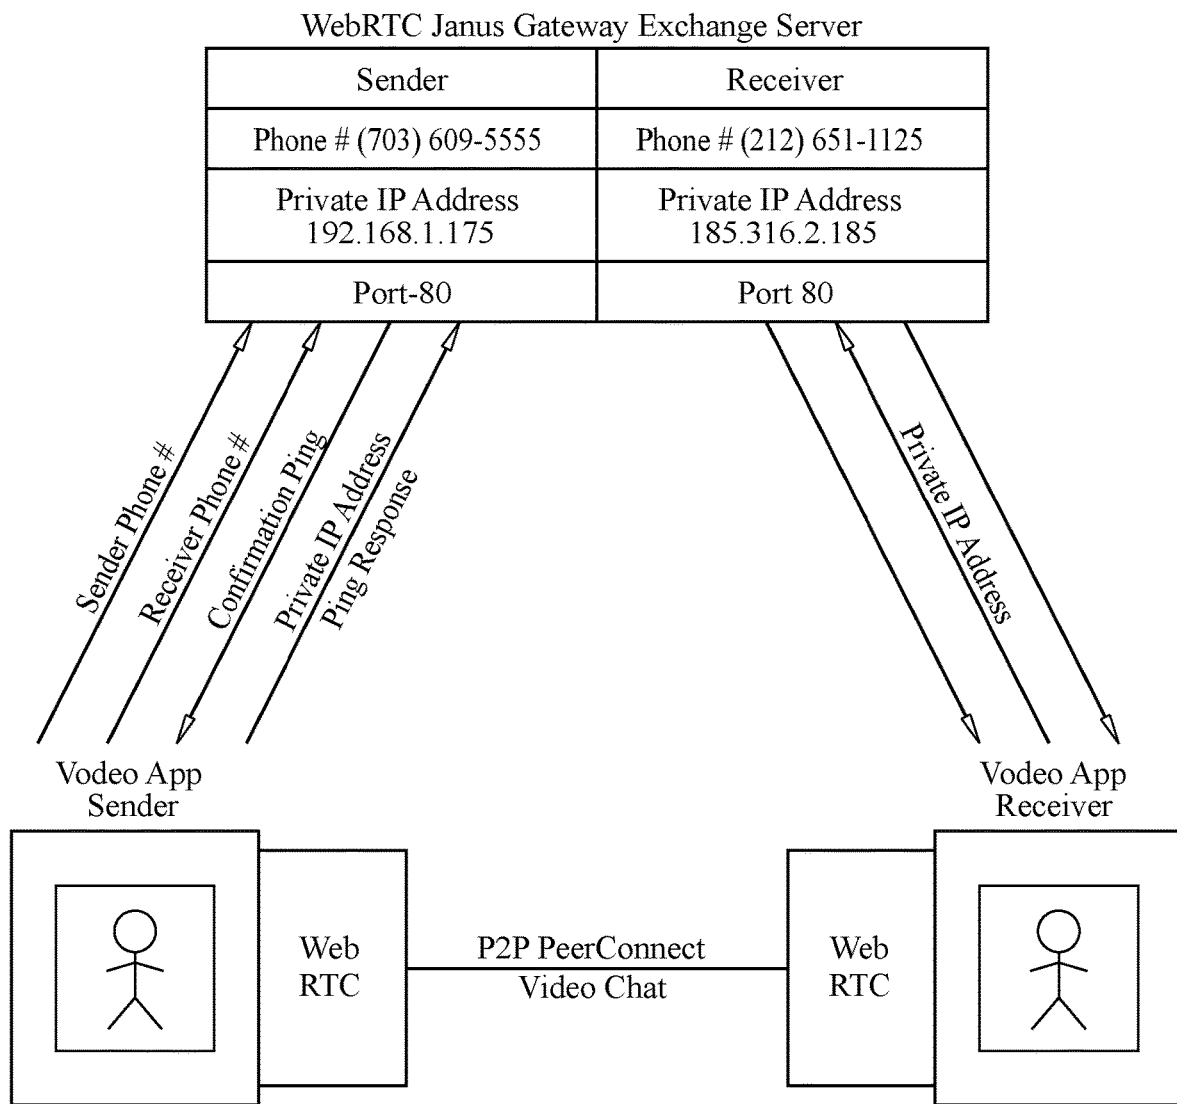 WebRTC Janus Gateway Exchange Server
Sender
Receiver
Phone # (703) 609-5555
Phone # (212) 651-1125
Private IP Address
192.168.1.175
Private IP Address
185.316.2.185
Port-80
Port 80
Sender Phone #
Receiver Phone #
Confirmation Ping
Private IP Address
Ping Response
Private IP Address
Vodeo App
Sender
Vodeo App
Receiver
Web
RTC
P2P PeerConnect
Video Chat
Web
RTC